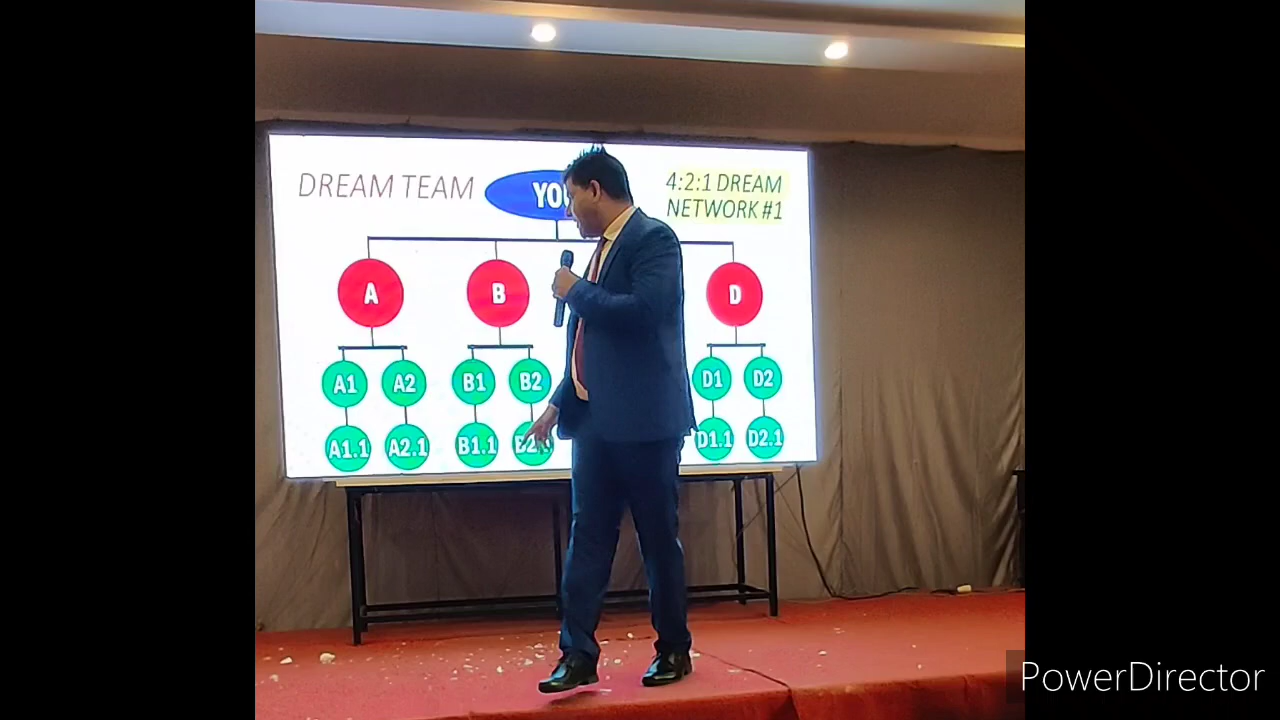 DREAM TEAM
4:2:1 DREAM
NETWORK #1
A
B
D
A1
A2
B1
B2
D1
D2
A1.1
A2.1
B1.1
D1.1
D2.1
PowerDirector